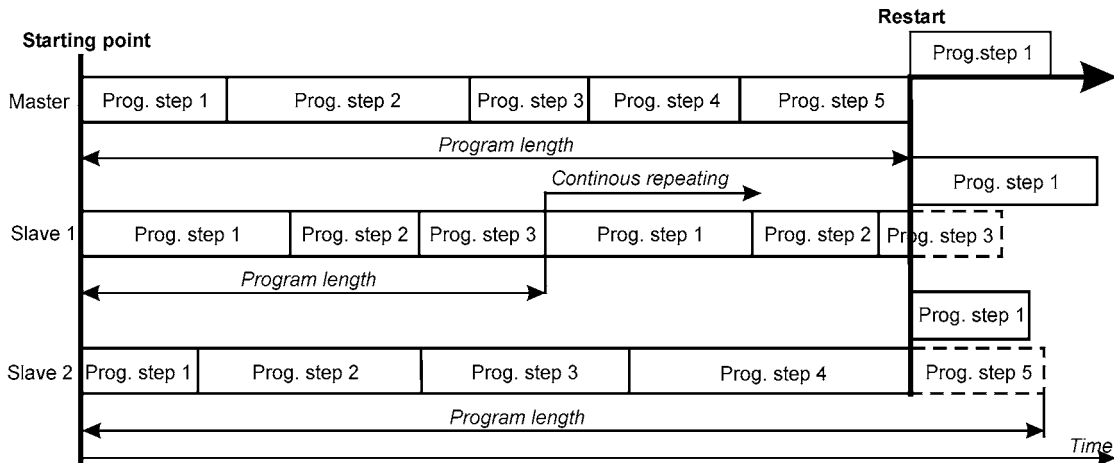 Restart
Starting point
Prog.step 1
Master Prog. step 1 Prog. step 2 Prog. step 3 Prog. step 4 Prog. step 5
Program length
Continous repeating
Prog. step 1
Slave 1 Prog. step 1 Prog. step 2 Prog. step 3 Prog. step 1 Prog. step 2 Prog. step 3
Program length
Prog. step 1
Slave 2 Prog. step 1 Prog. step 2 Prog. step 3 Prog. step 4 Prog. step 5
Program length
Time